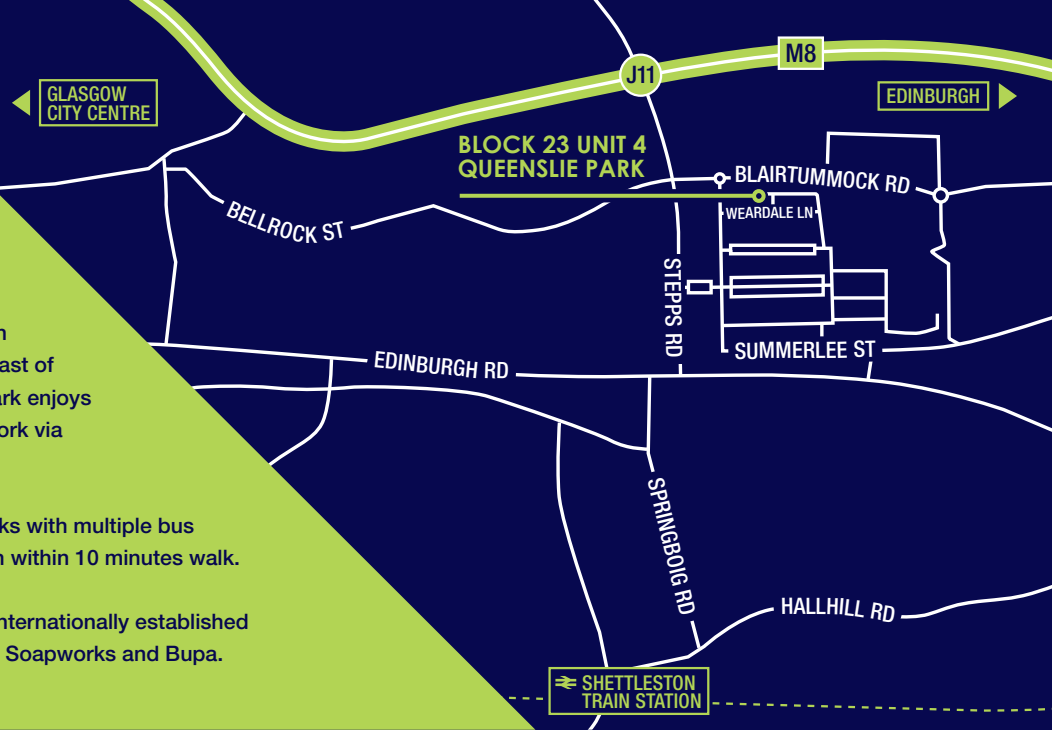 J11
M8
GLASGOW
CITY CENTRE
EDINBURGH
BLOCK 23 UNIT 4
QUEENSLIE PARK
BLAIRTUMMOCK RD
WEARDALE LN
BELLROCK ST
STEPPS RD
SUMMERLEE ST
EDINBURGH RD
SPRINGBOIG RD
HALLHILL RD
SHETTLESTON
TRAIN STATION
ast of
ark enjoys
ork via
ks with multiple bus
within 10 minutes walk.
nternationally established
Soapworks and Bupa.